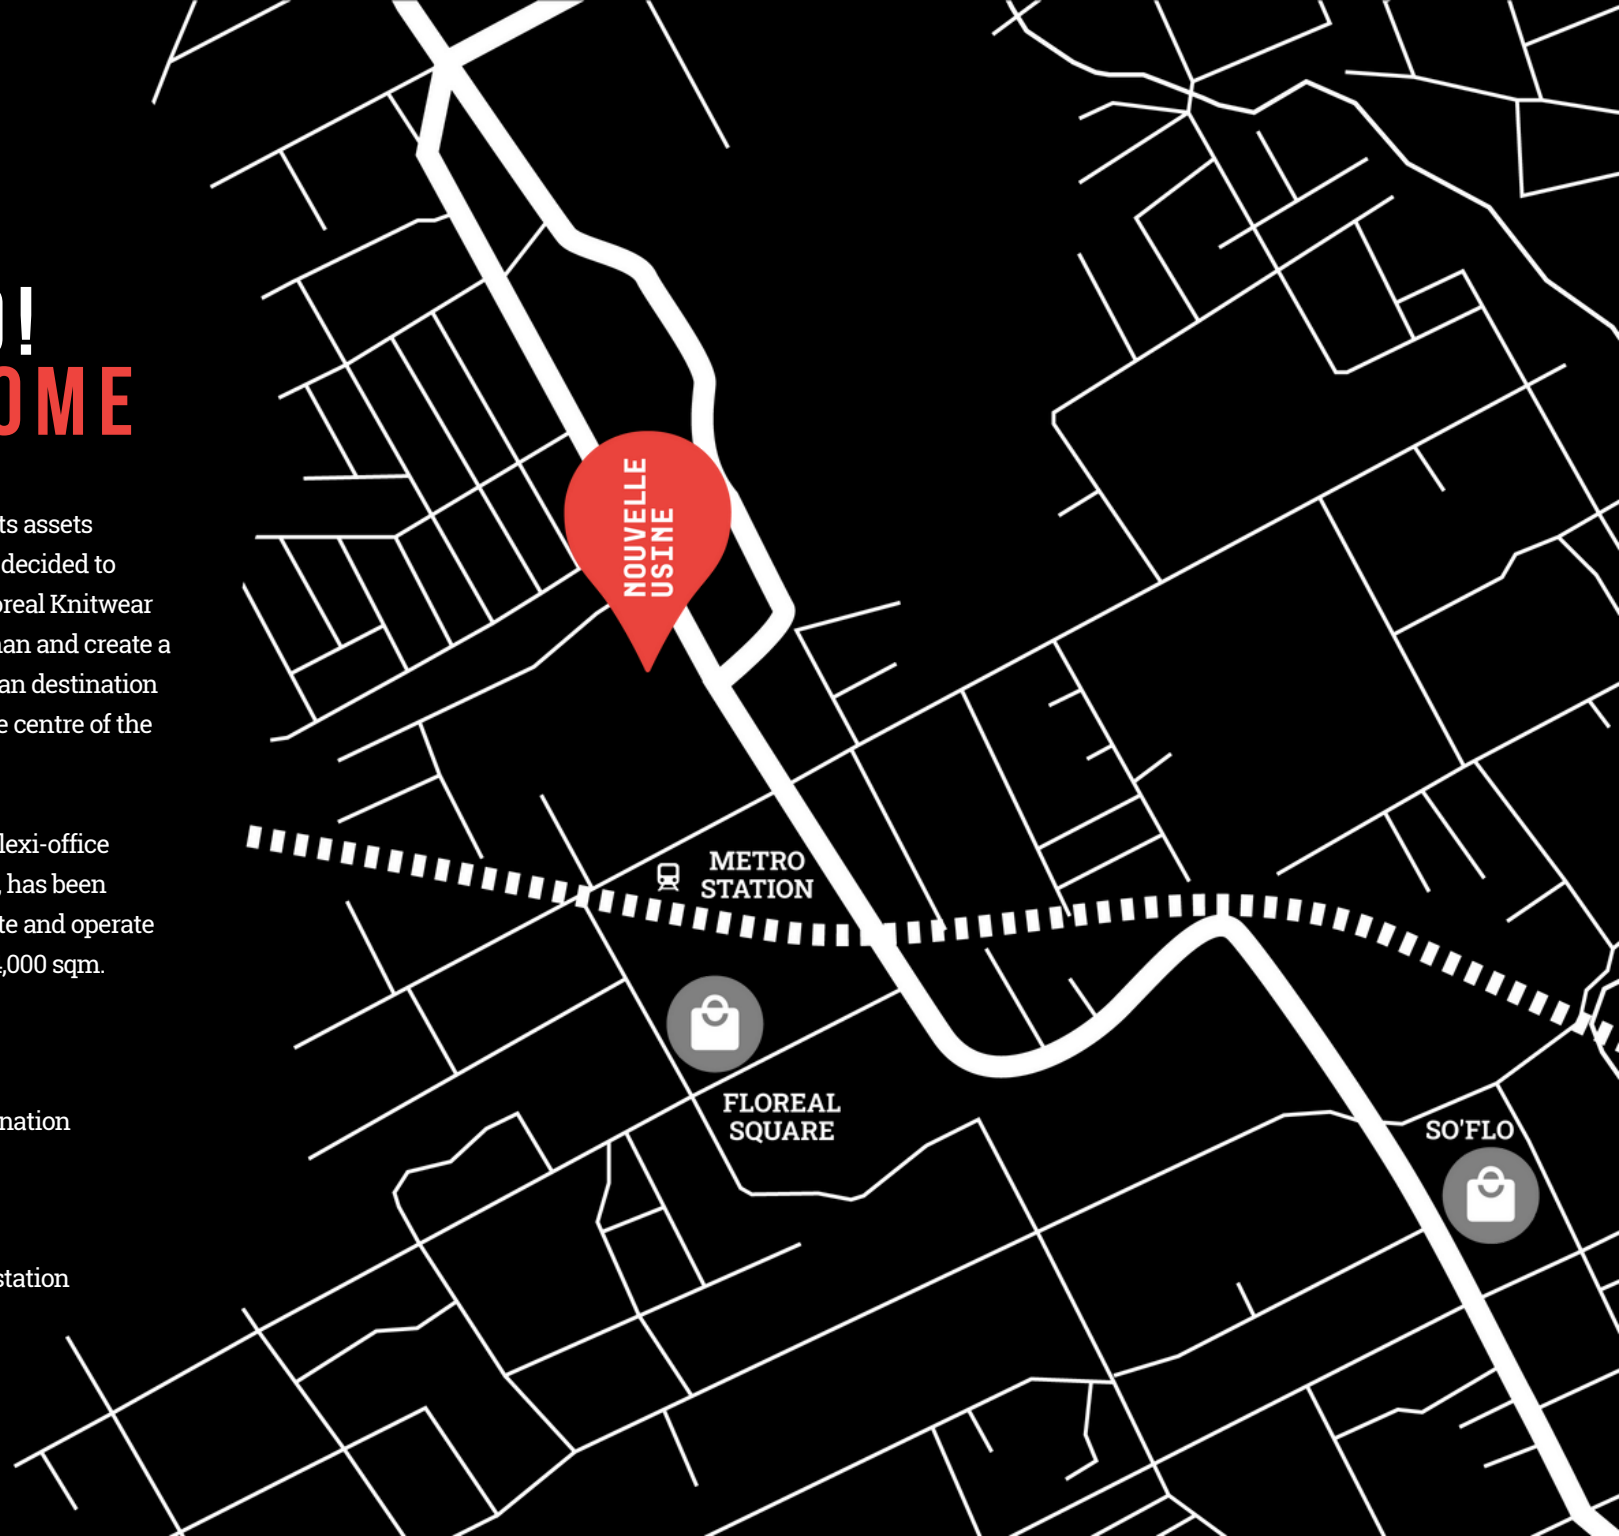 !
OME
ts assets
decided to
oreal Knitwear
an and create a
an destination
e centre of the
lexi-office
, has been
te and operate
,000 sqm.
nation
station
NOUVELLE
USINE
METRO
STATION
FLOREAL
SQUARE
SO'FLO